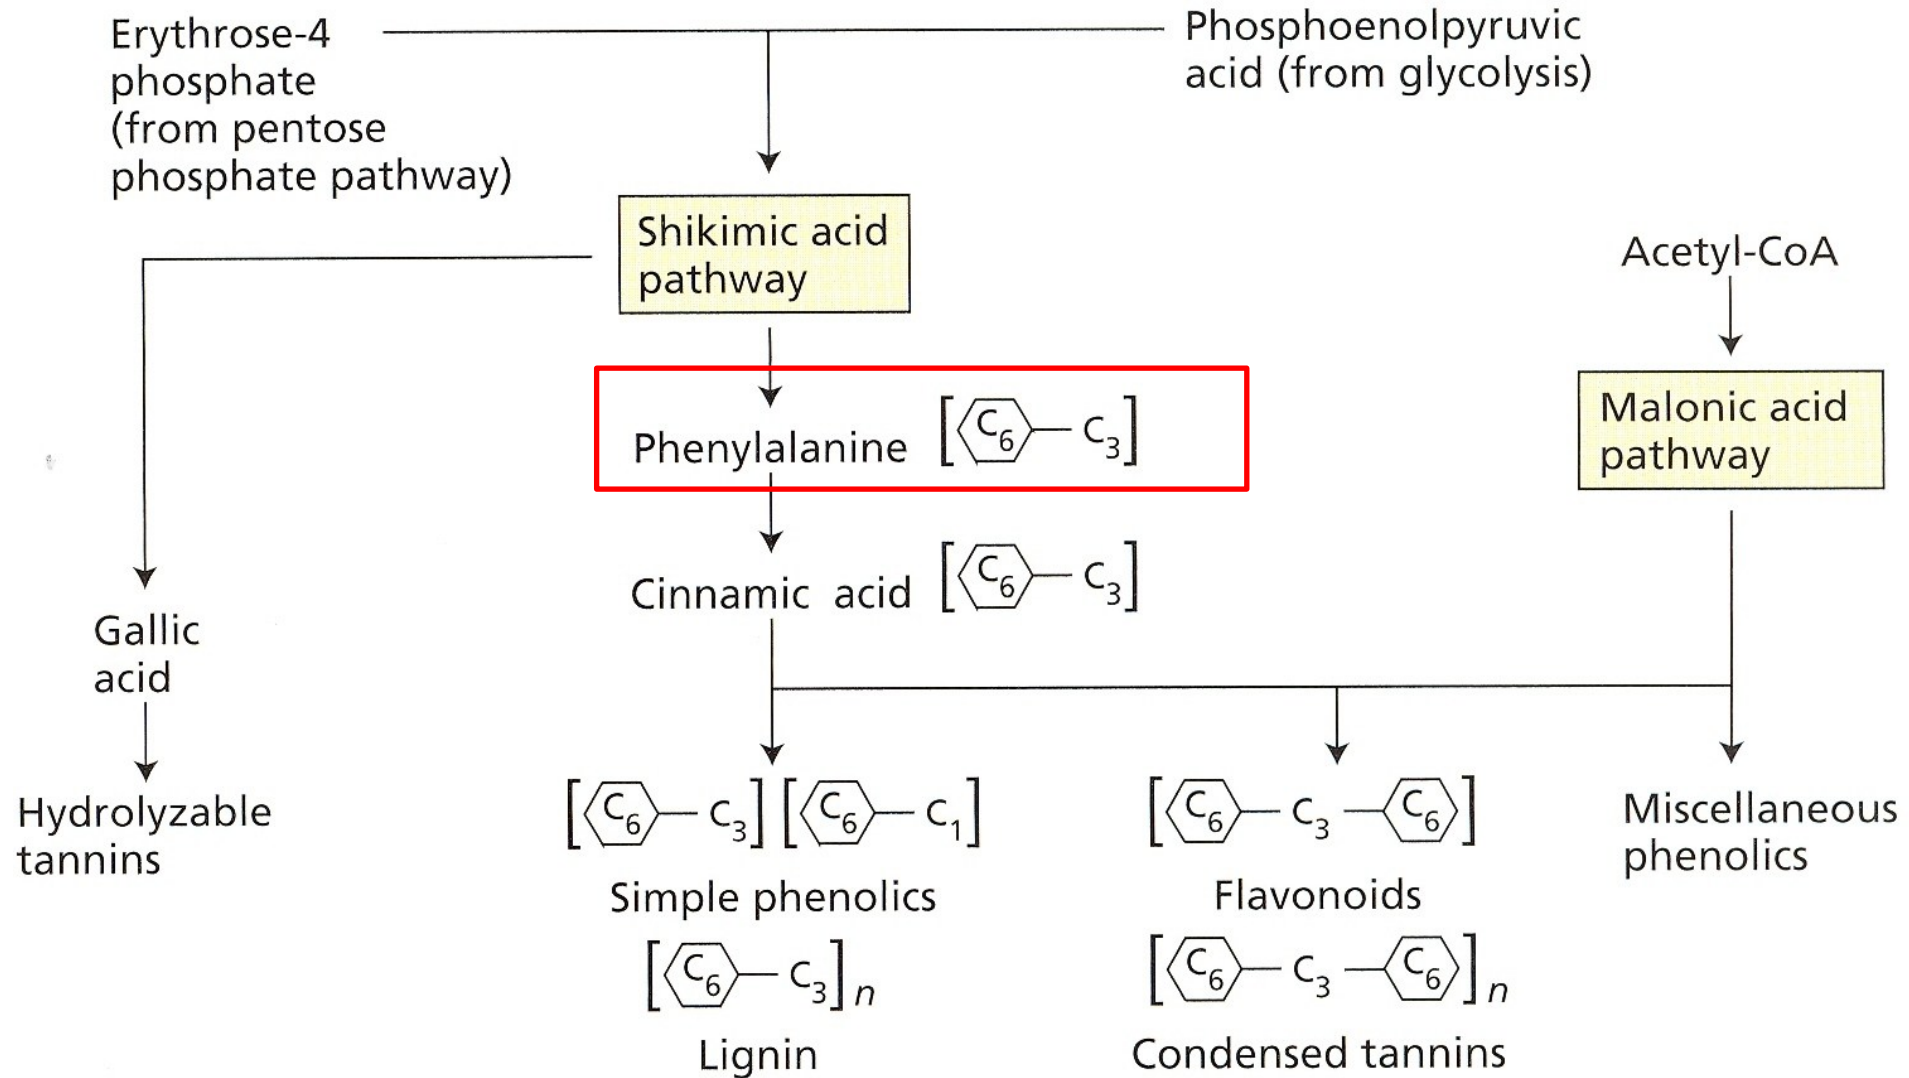 Erythrose-4
phosphate
(from pentose
phosphate pathway)
Phosphoenolpyruvic
acid (from glycolysis)
Shikimic acid
pathway
Acetyl-CoA
Malonic acid
pathway
Phenylalanine [C₆ — C₃]
Cinnamic acid [C₆ — C₃]
Gallic
acid
Hydrolyzable
tannins
[C₆ — C₃] [C₆ — C₁]
Simple phenolics
[C₆ — C₃]n
Lignin
[C₆ — C₃ — C₆]
Flavonoids
[C₆ — C₃ — C₆]n
Condensed tannins
Miscellaneous
phenolics